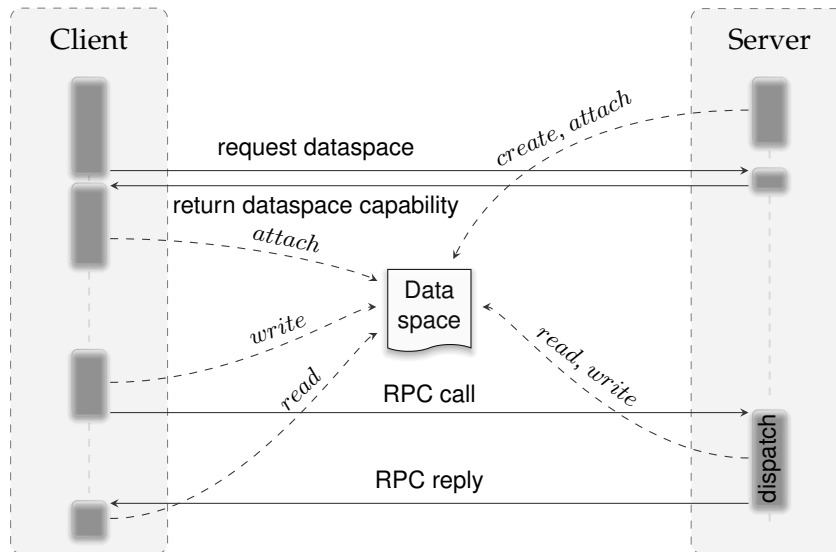 Client
Server
create, attach
request dataspace
return dataspace capability
attach
Data
space
write
read, write
read
RPC call
dispatch
RPC reply